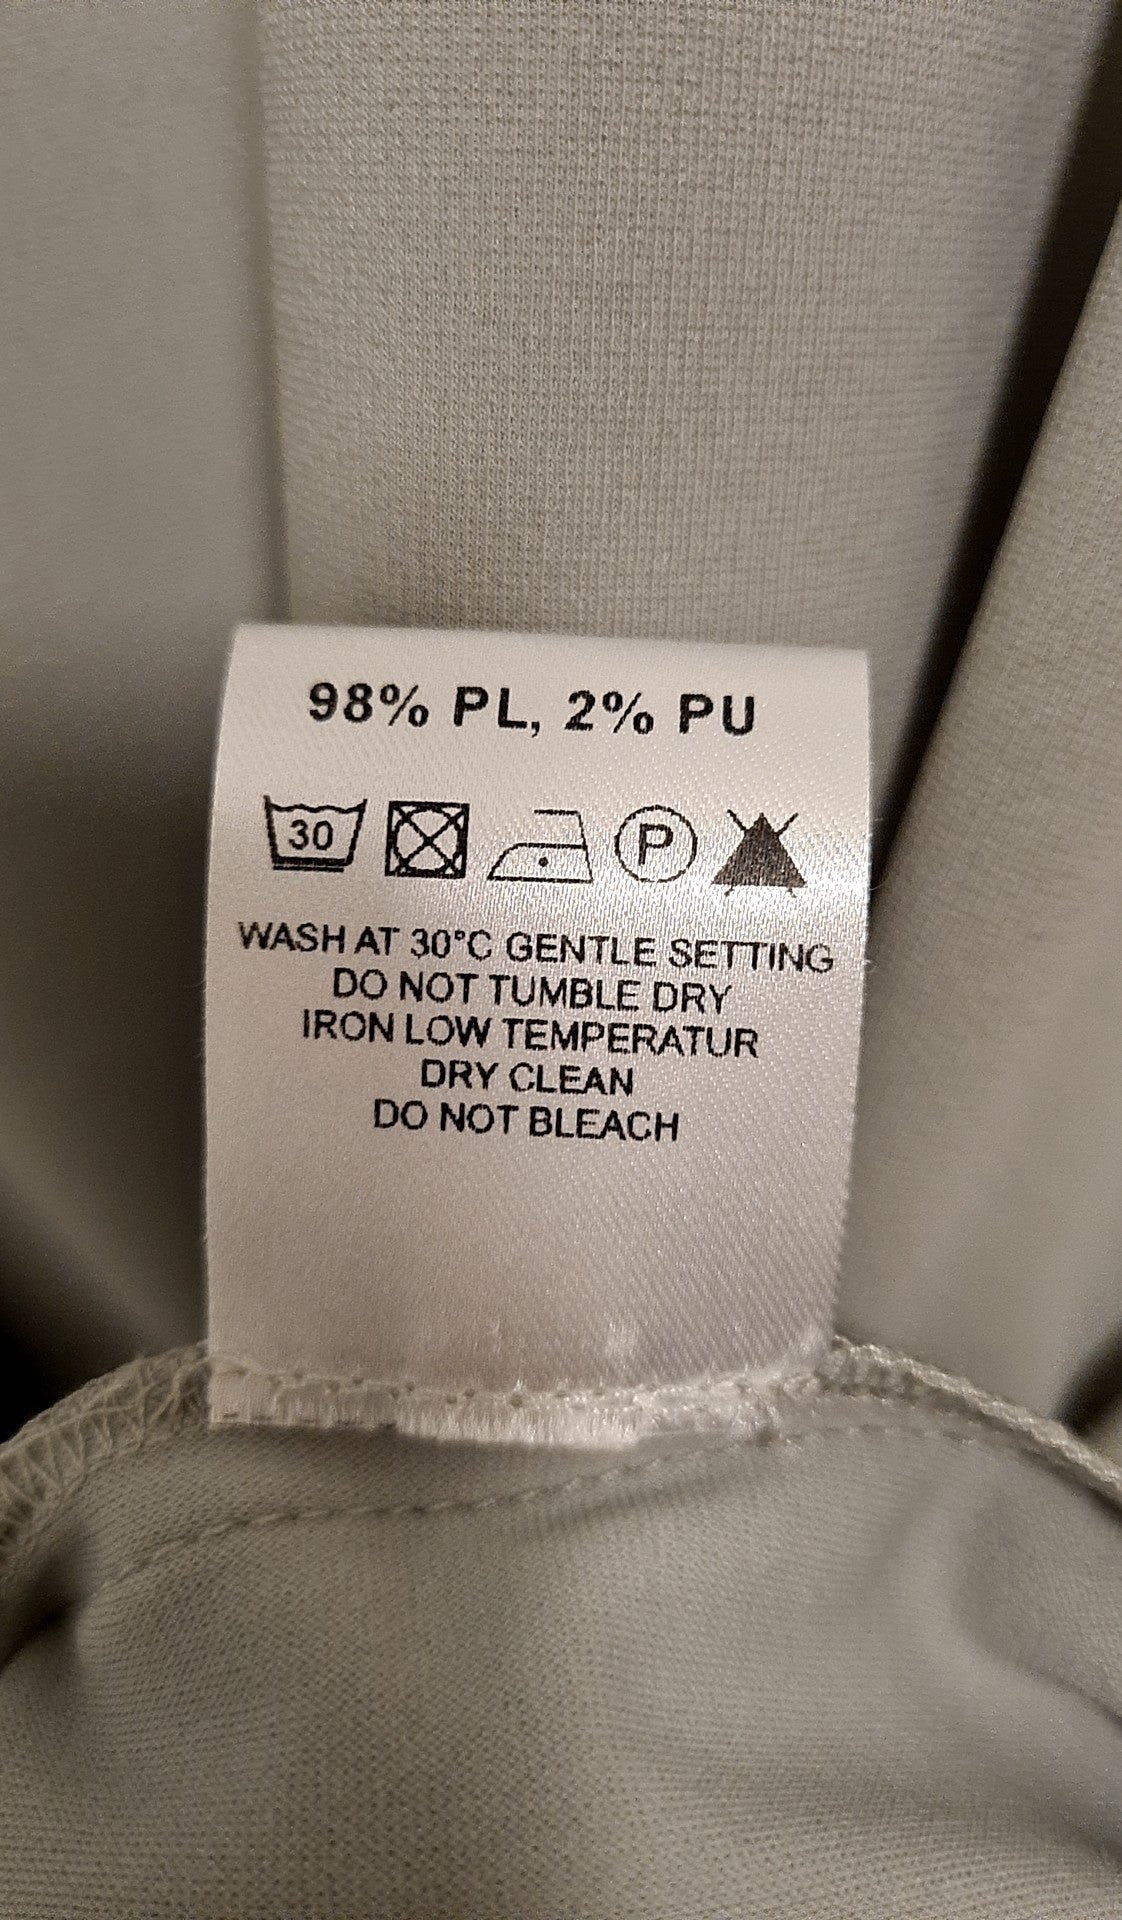 98% PL, 2% PU
30 P
WASH AT 30°C GENTLE SETTING
DO NOT TUMBLE DRY
IRON LOW TEMPERATUR
DRY CLEAN
DO NOT BLEACH